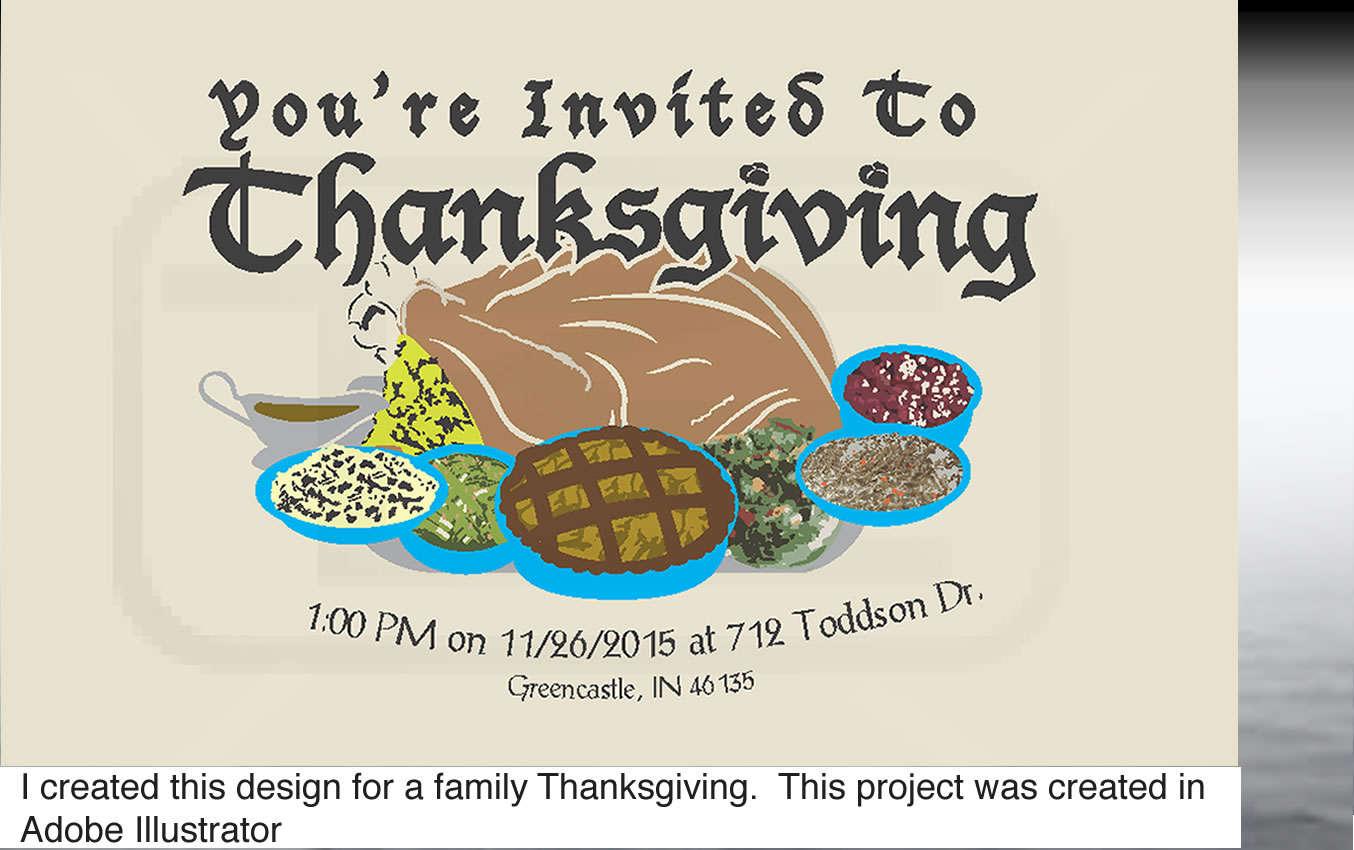 You're Invited To
Thanksgiving
1:00 PM on 11/26/2015 at 712 Toddson Dr.
Greencastle, IN 46135
I created this design for a family Thanksgiving.  This project was created in
Adobe Illustrator